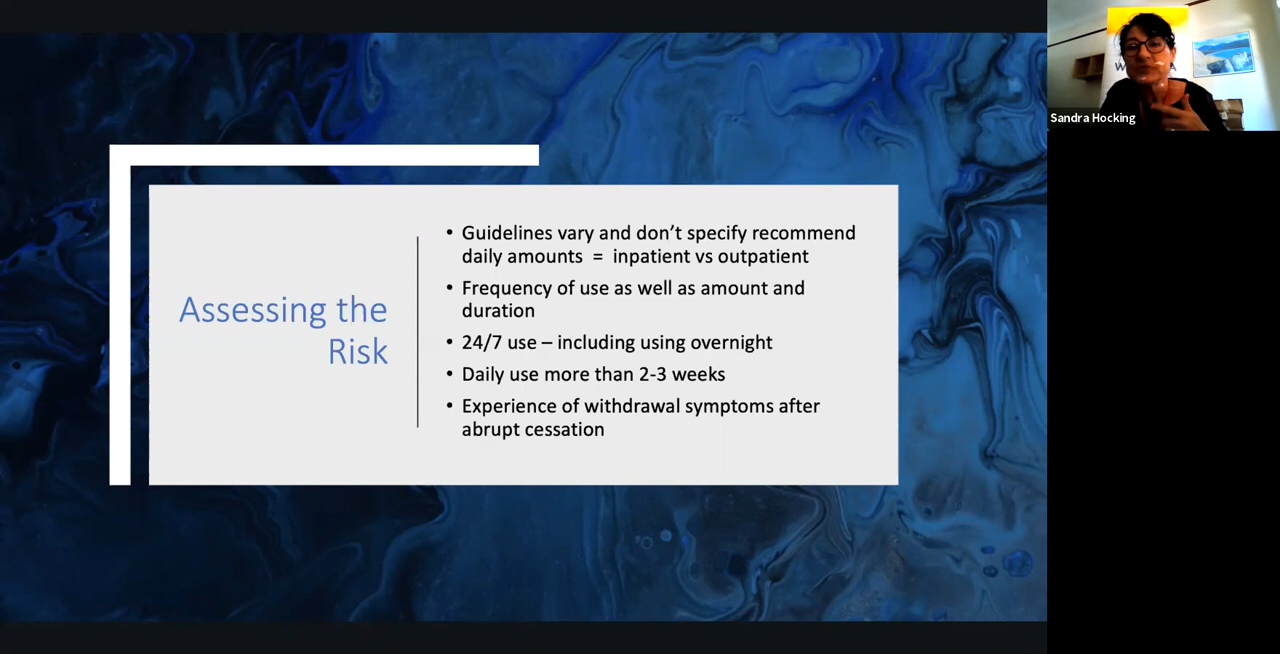 Assessing the
Risk
• Guidelines vary and don't specify recommend
daily amounts = inpatient vs outpatient
• Frequency of use as well as amount and
duration
• 24/7 use – including using overnight
• Daily use more than 2-3 weeks
• Experience of withdrawal symptoms after
abrupt cessation
Sandra Hocking